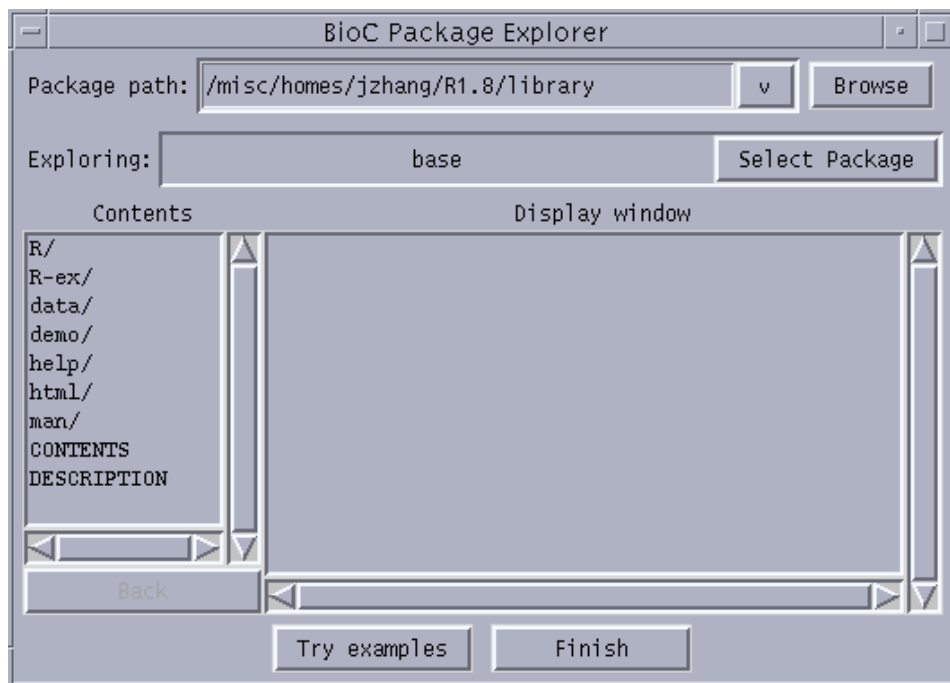 BioC Package Explorer
Package path: /misc/homes/jzhang/R1.8/library v Browse
Exploring: base Select Package
Contents Display window
R/
R-ex/
data/
demo/
help/
html/
man/
CONTENTS
DESCRIPTION
Back
Try examples Finish